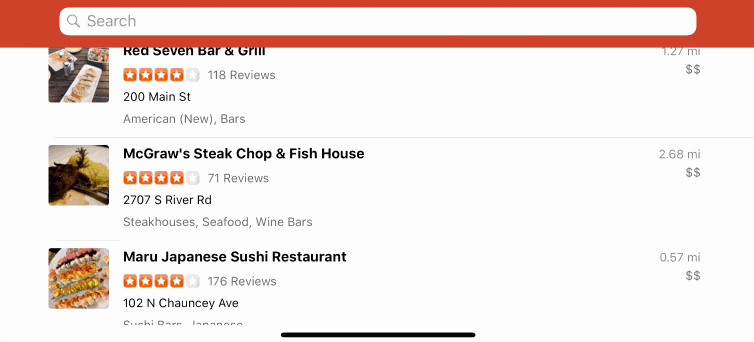 Search
Red Seven Bar & Grill
1.27 mi
118 Reviews
$$
200 Main St
American (New), Bars
McGraw's Steak Chop & Fish House
2.68 mi
71 Reviews
$$
2707 S River Rd
Steakhouses, Seafood, Wine Bars
Maru Japanese Sushi Restaurant
0.57 mi
176 Reviews
$$
102 N Chauncey Ave
Sushi Bars, Japanese